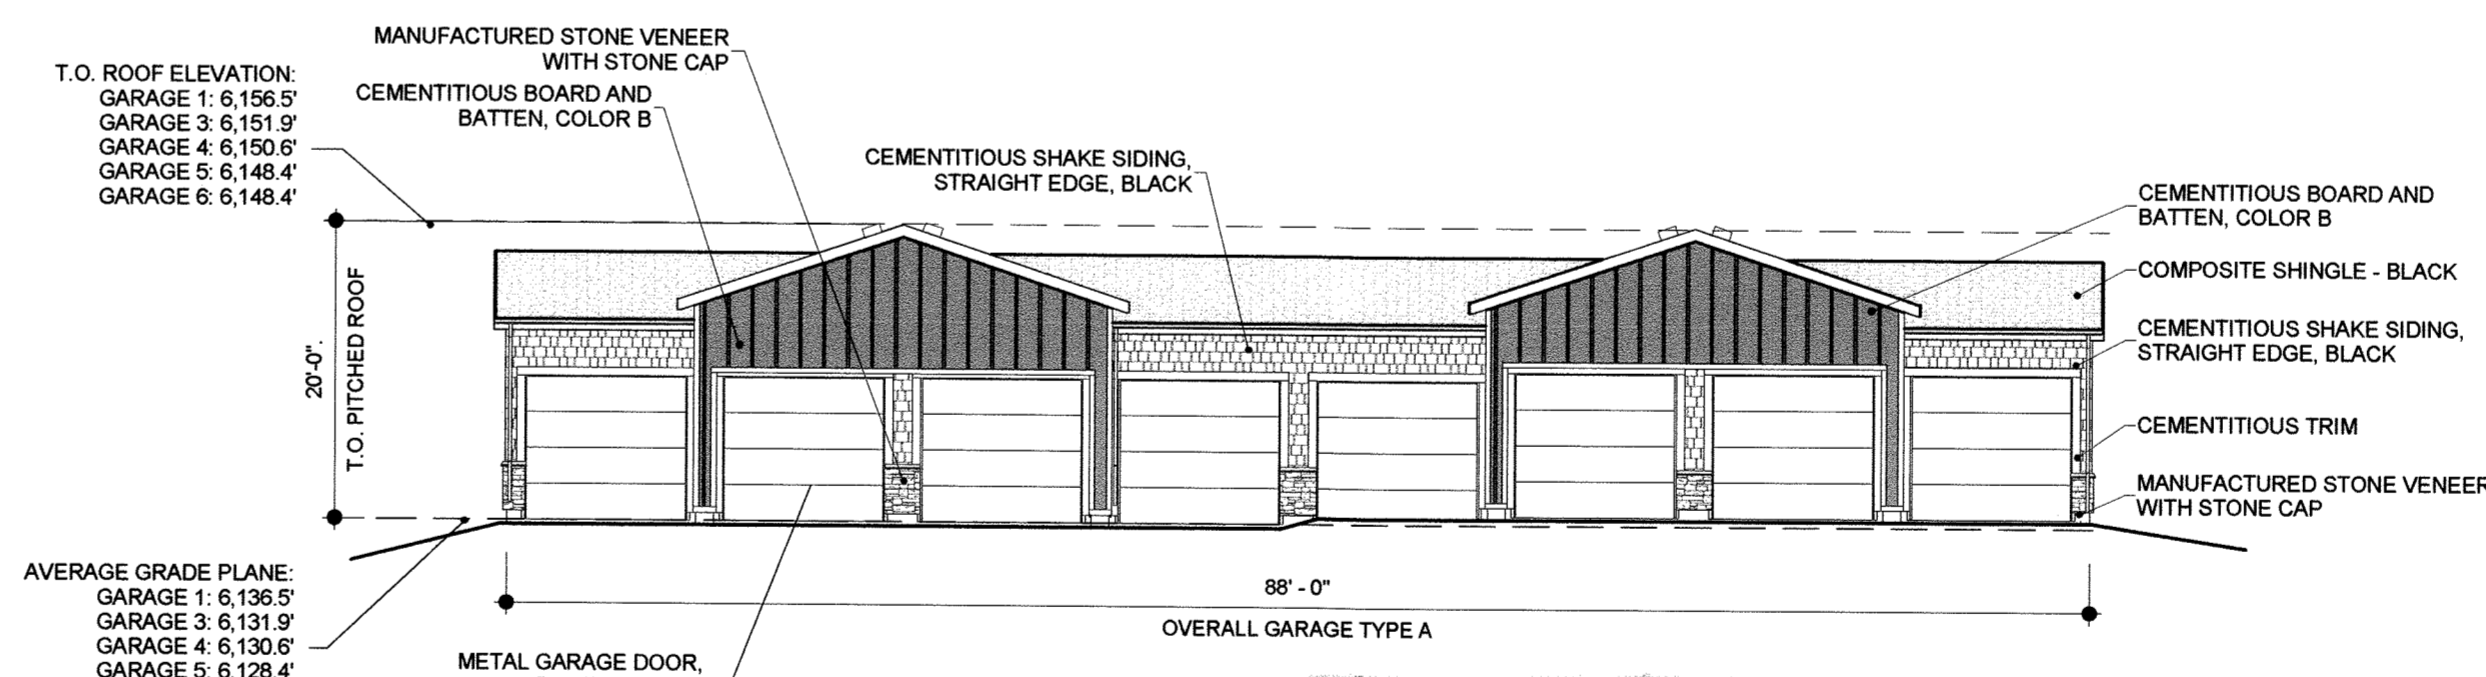 MANUFACTURED STONE VENEER
WITH STONE CAP
T.O. ROOF ELEVATION:
GARAGE 1: 6,156.5'
GARAGE 3: 6,151.9'
GARAGE 4: 6,150.6'
GARAGE 5: 6,148.4'
GARAGE 6: 6,148.4'
CEMENTITIOUS BOARD AND
BATTEN, COLOR B
CEMENTITIOUS SHAKE SIDING,
STRAIGHT EDGE, BLACK
CEMENTITIOUS BOARD AND
BATTEN, COLOR B
COMPOSITE SHINGLE - BLACK
CEMENTITIOUS SHAKE SIDING,
STRAIGHT EDGE, BLACK
CEMENTITIOUS TRIM
MANUFACTURED STONE VENEER
WITH STONE CAP
20'-0".
T.O. PITCHED ROOF
AVERAGE GRADE PLANE:
GARAGE 1: 6,136.5'
GARAGE 3: 6,131.9'
GARAGE 4: 6,130.6'
GARAGE 5: 6,128.4'
88' - 0"
OVERALL GARAGE TYPE A
METAL GARAGE DOOR,